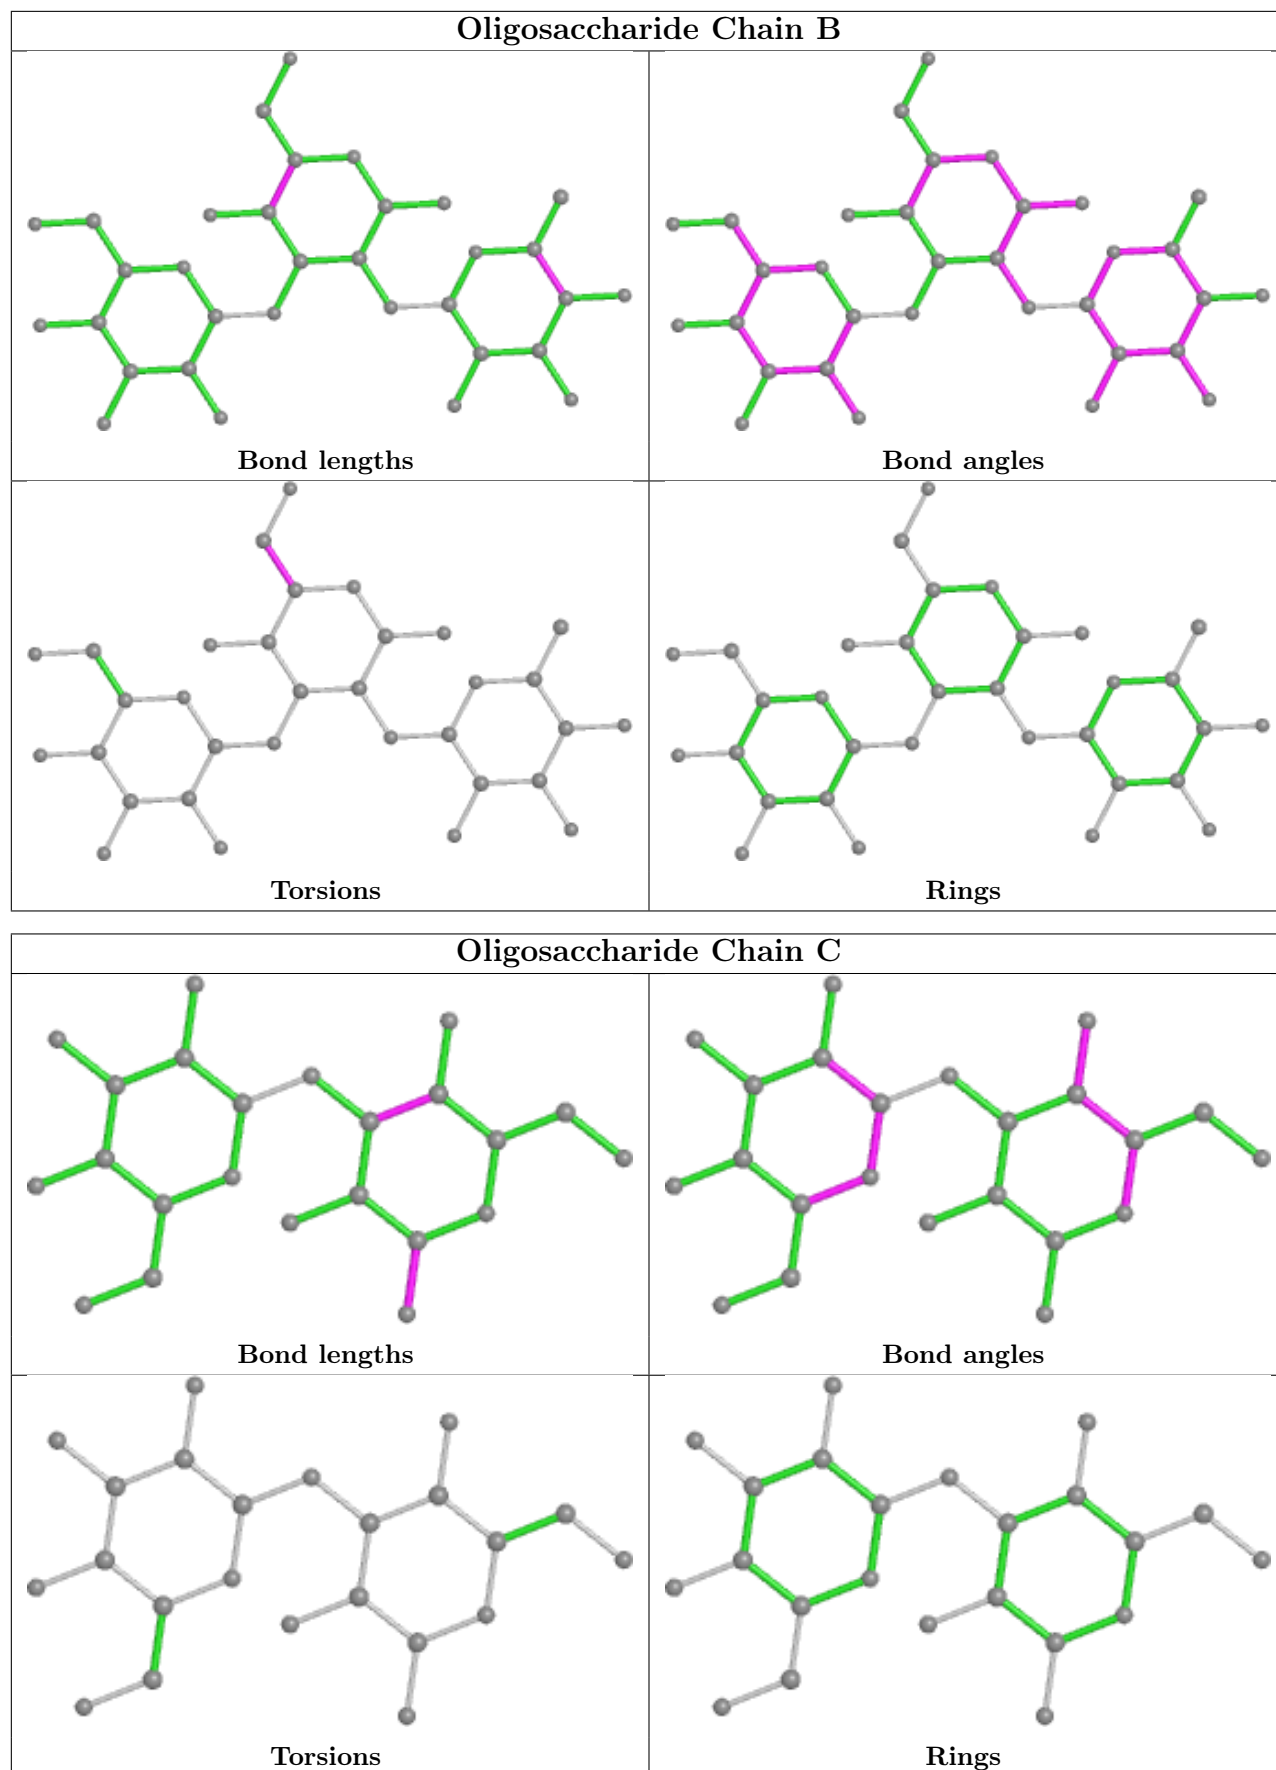 Oligosaccharide Chain B
Bond lengths
Bond angles
Torsions
Rings
Oligosaccharide Chain C
Bond lengths
Bond angles
Torsions
Rings